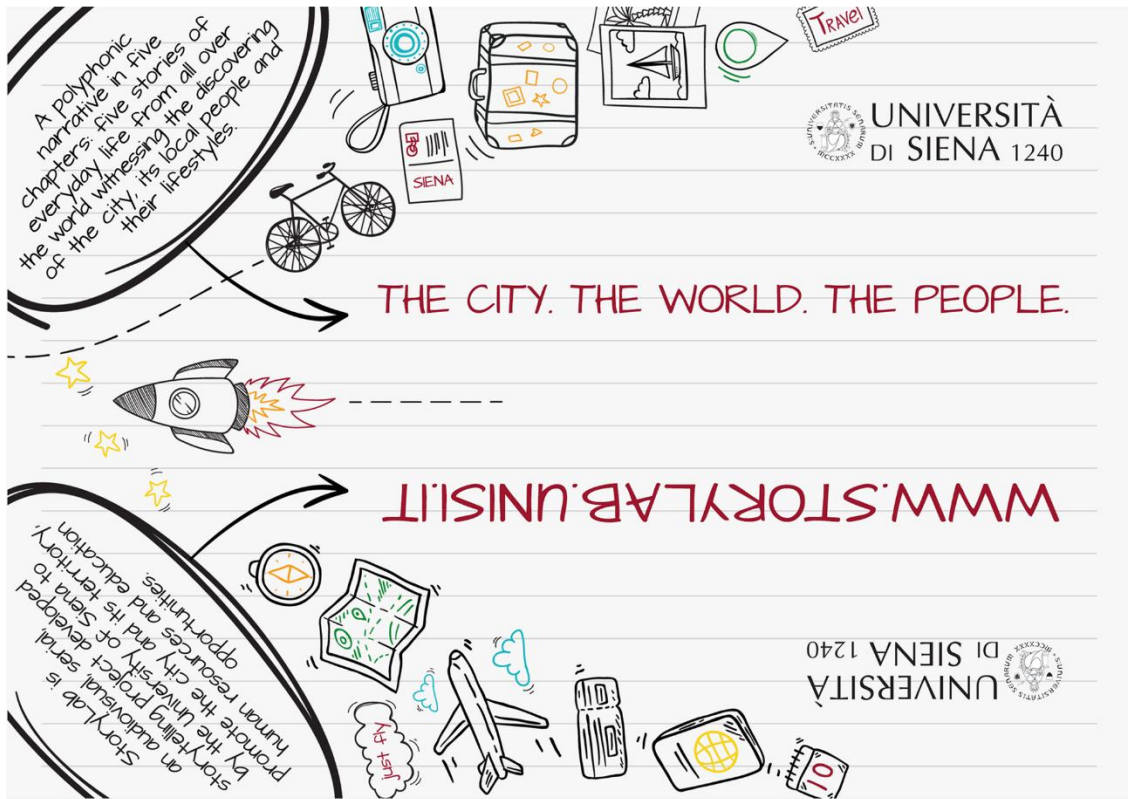 A polyphonic
narrative in five
chapters: five stories of
everyday life from all over
the world witnessing the discovering
of the city, its local people and
their lifestyles.
TRAVEL
SIENA
UNIVERSITÀ
DI SIENA 1240
THE CITY. THE WORLD. THE PEOPLE.
WWW.STORYLAB.UNISI.IT
StoryLab is
an audiovisual, serial,
storytelling project developed
by the University of Siena to
promote the city and its territory,
human resources and education
opportunities.
just fly
10
UNIVERSITÀ
DI SIENA 1240